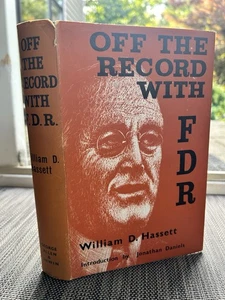 OFF THE
RECORD
WITH
FDR
William D. Hassett
Introduction by Jonathan Daniels
OFF
THE
RECORD
WITH
F.D.R.
William D.
Hassett